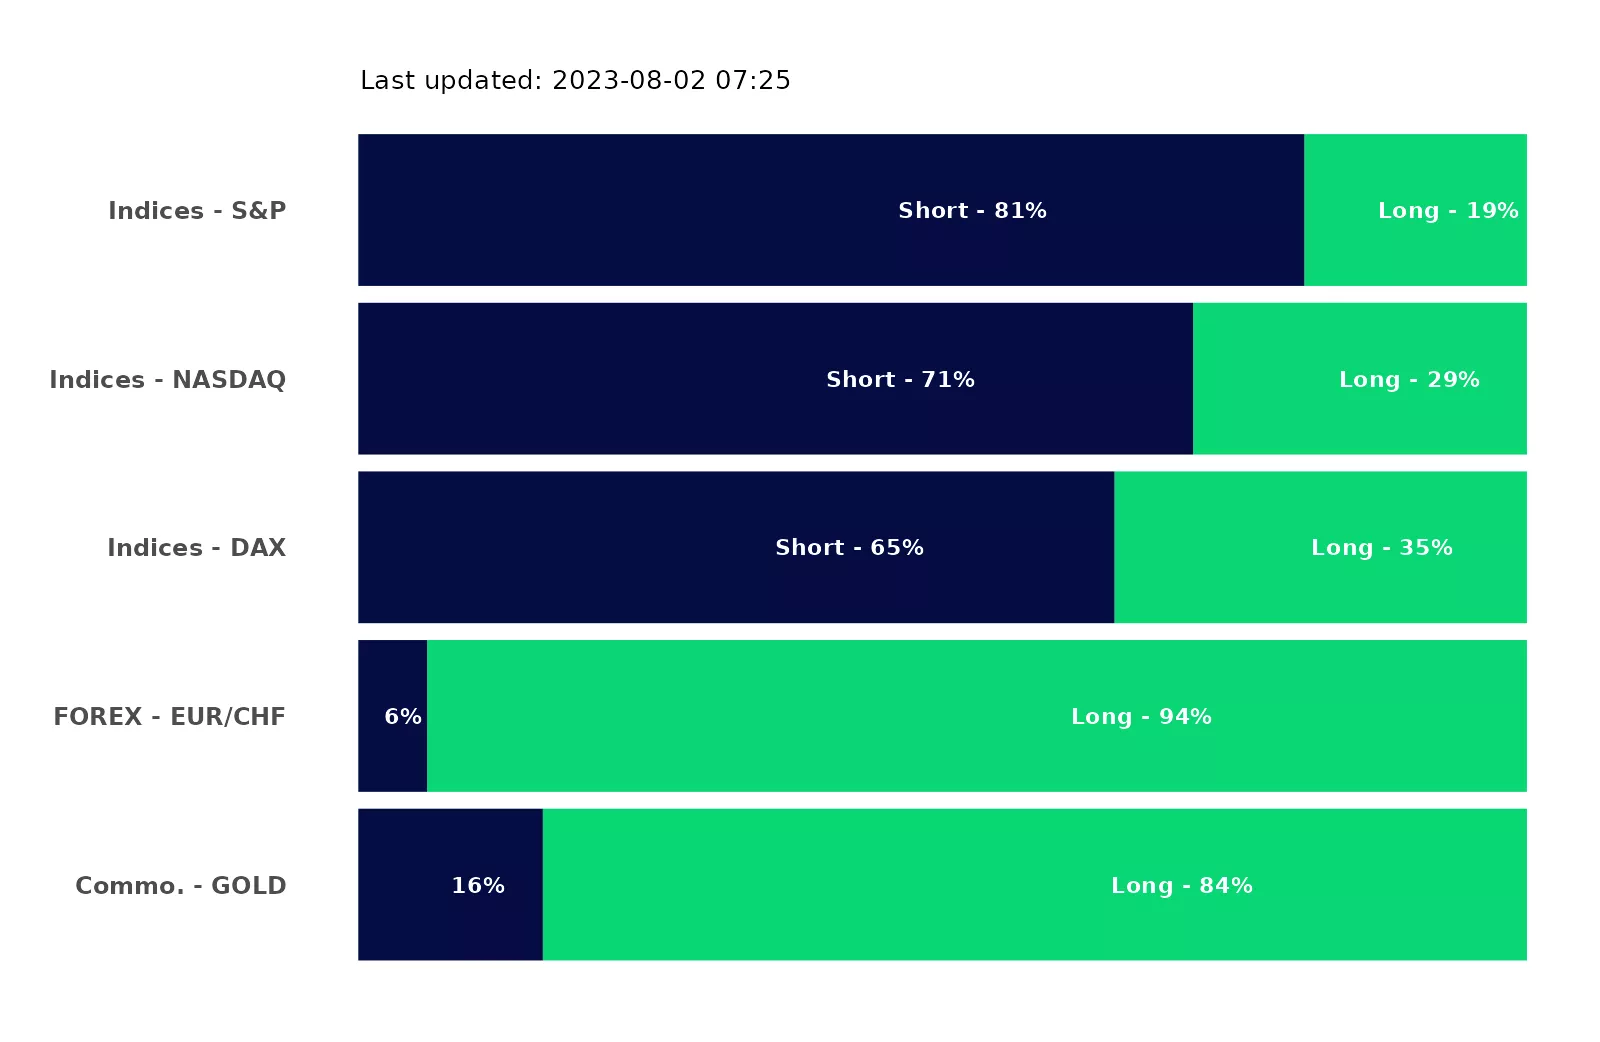 Last updated: 2023-08-02 07:25
Indices - S&P Short - 81% Long - 19%
Indices - NASDAQ Short - 71% Long - 29%
Indices - DAX Short - 65% Long - 35%
FOREX - EUR/CHF 6% Long - 94%
Commo. - GOLD 16% Long - 84%